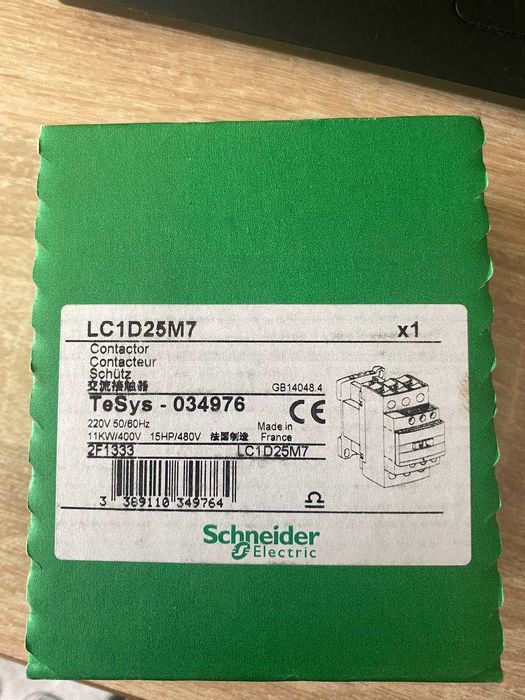 LC1D25M7 x1
Contactor
Contacteur
Schütz
交流接触器 GB14048.4
TeSys - 034976 CE
220V 50/60Hz Made in
11KW/400V 15HP/480V 法国制造 France
2F1333 LC1D25M7
3 389110 349764
Schneider
Electric